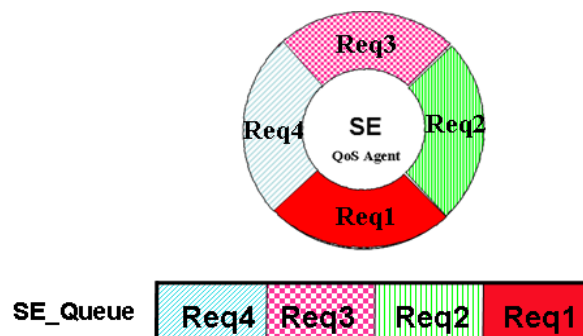 Req3
Req4
SE
Req2
QoS Agent
Req1
SE_Queue
Req4 Req3 Req2 Req1